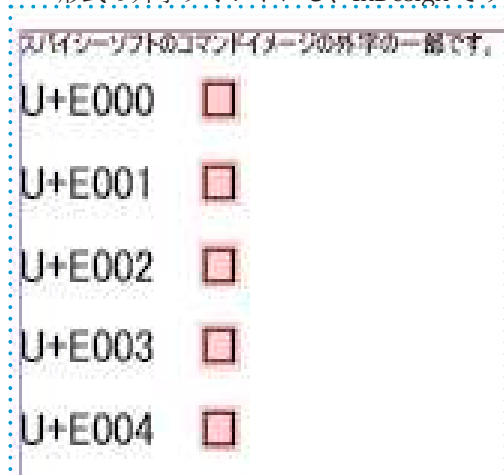 スパイシーソフトのコマンドイメージの外字の一部です。
U+E000 □
U+E001 □
U+E002 □
U+E003 □
U+E004 □